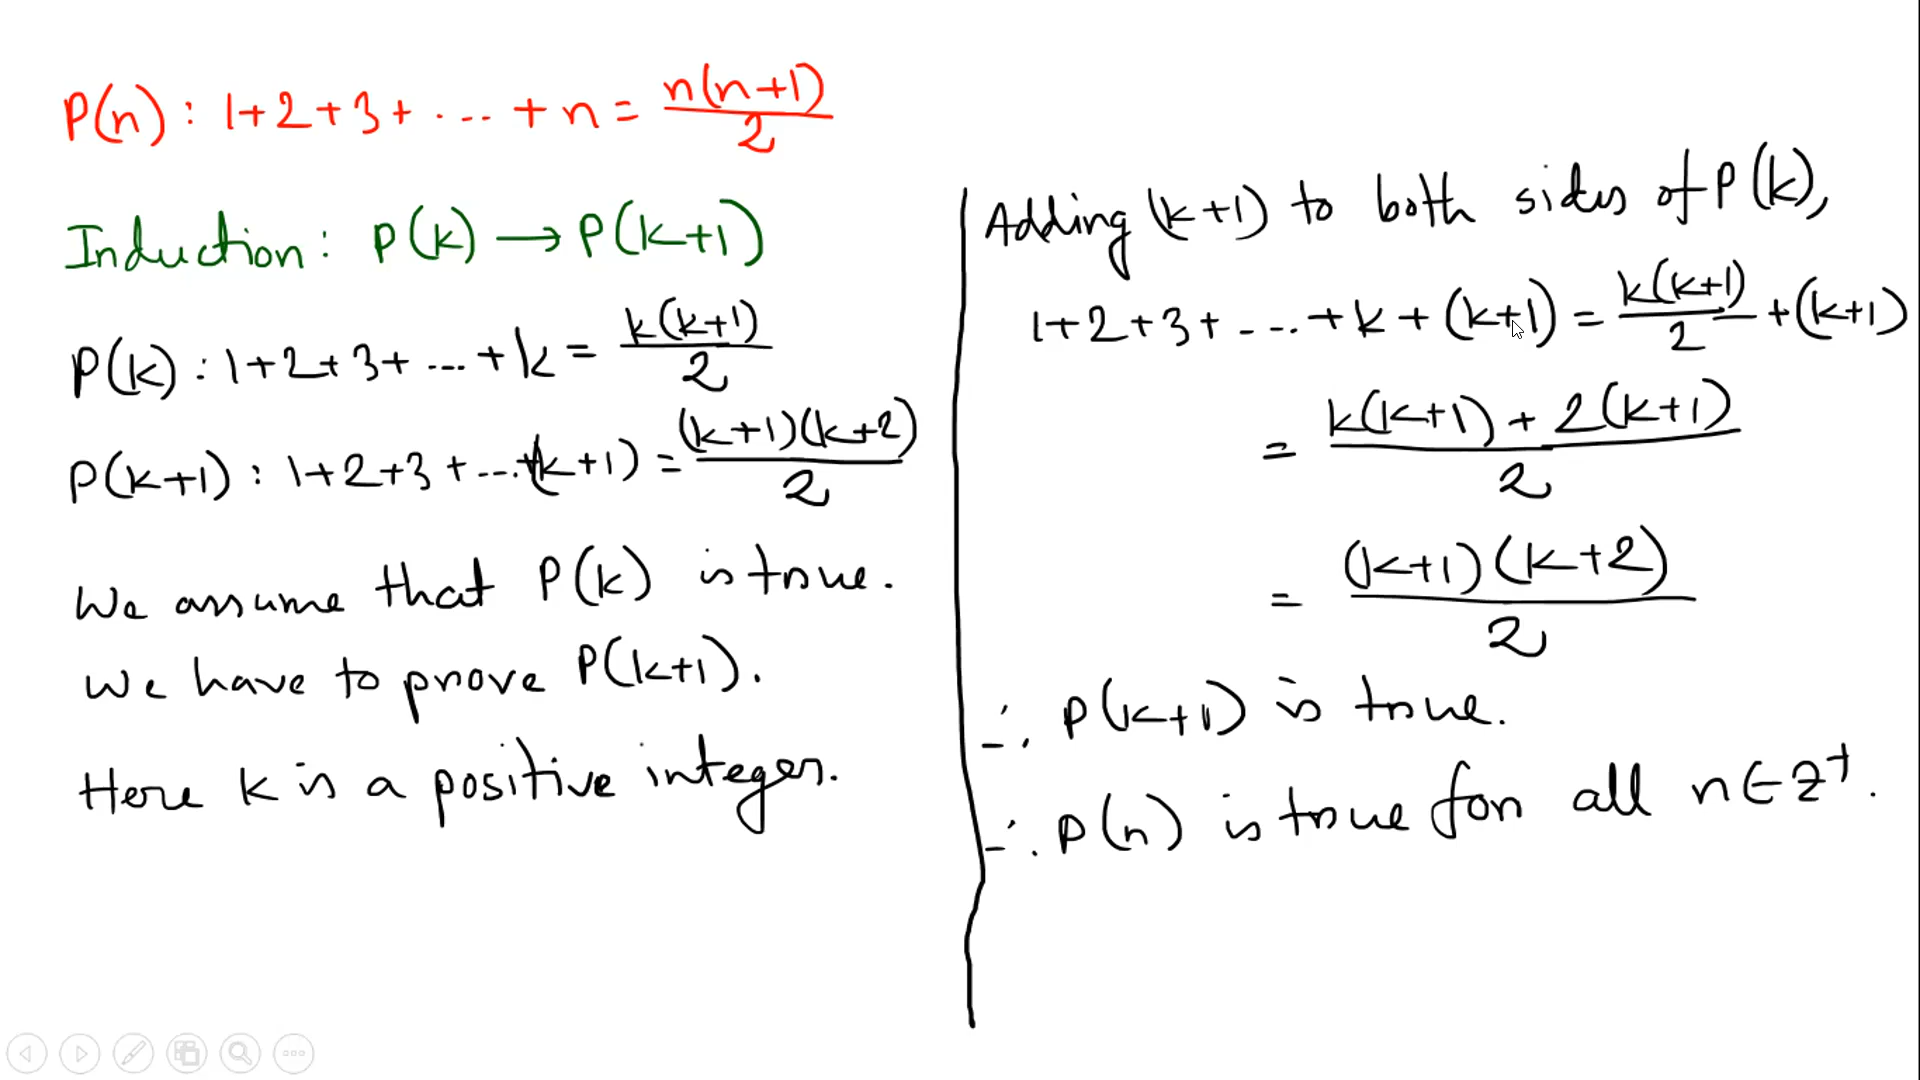 P(n) : 1+2+3+ ... + n = n(n+1)/2
Induction : P(k) → P(k+1)
P(k) : 1+2+3+ ... + k = k(k+1)/2
P(k+1) : 1+2+3+...+(k+1) = (k+1)(k+2)/2
We assume that P(k) is true.
We have to prove P(k+1).
Here k is a positive integer.
Adding (k+1) to both sides of P(k),
1+2+3+ ... + k + (k+1) = k(k+1)/2 + (k+1)
= k(k+1) + 2(k+1)/2
= (k+1)(k+2)/2
∴ P(k+1) is true.
∴ P(n) is true for all n ∈ Z⁺.